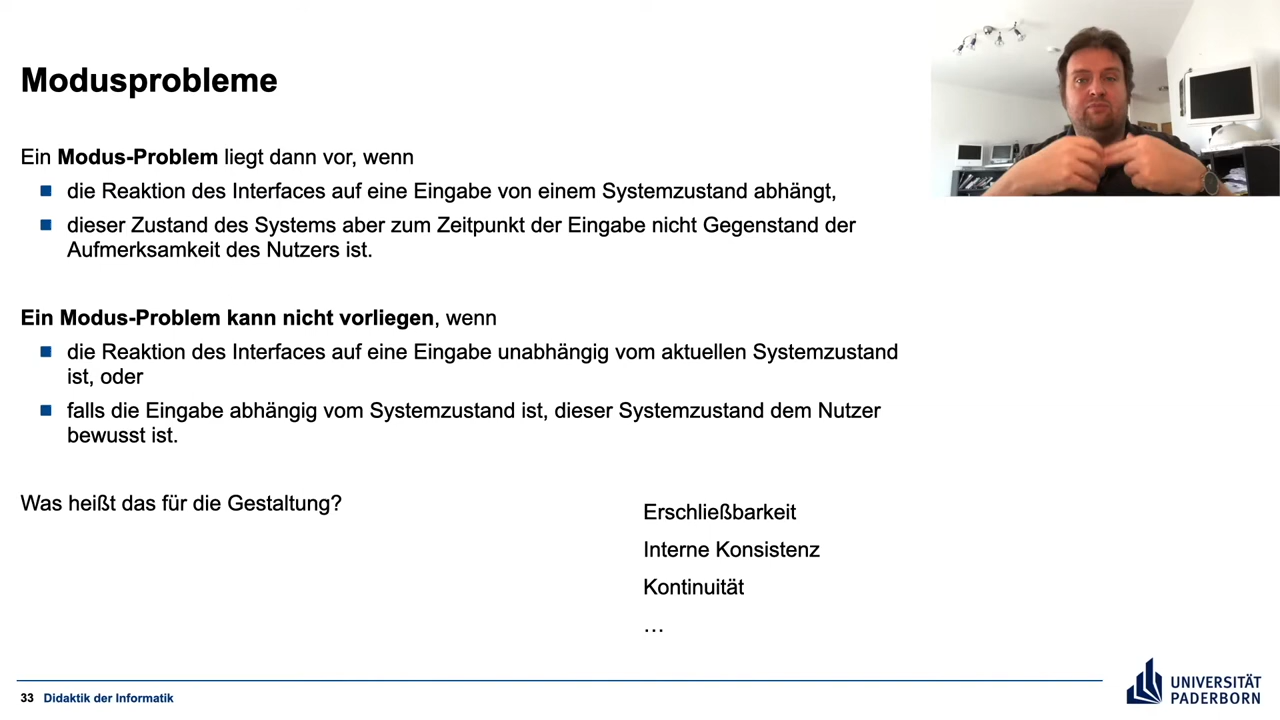 Modusprobleme
Ein Modus-Problem liegt dann vor, wenn
die Reaktion des Interfaces auf eine Eingabe von einem Systemzustand abhängt,
dieser Zustand des Systems aber zum Zeitpunkt der Eingabe nicht Gegenstand der
Aufmerksamkeit des Nutzers ist.
Ein Modus-Problem kann nicht vorliegen, wenn
die Reaktion des Interfaces auf eine Eingabe unabhängig vom aktuellen Systemzustand
ist, oder
falls die Eingabe abhängig vom Systemzustand ist, dieser Systemzustand dem Nutzer
bewusst ist.
Was heißt das für die Gestaltung?
Erschließbarkeit
Interne Konsistenz
Kontinuität
…
33 Didaktik der Informatik
UNIVERSITÄT
PADERBORN